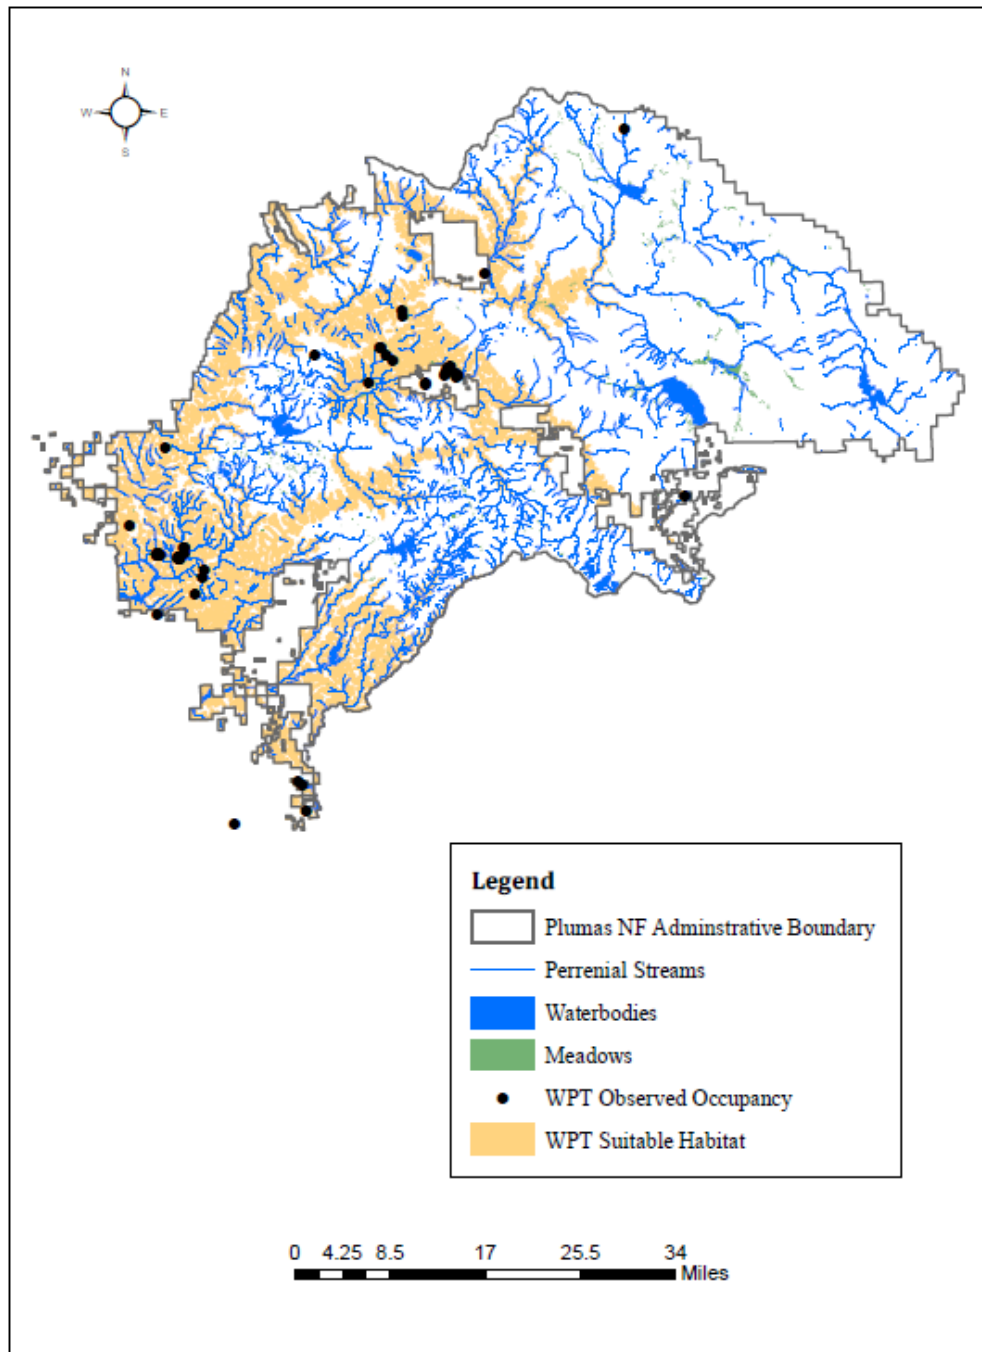 N
W E
S
Legend
Plumas NF Adminstrative Boundary
Perrenial Streams
Waterbodies
Meadows
WPT Observed Occupancy
WPT Suitable Habitat
0 4.25 8.5 17 25.5 34
Miles